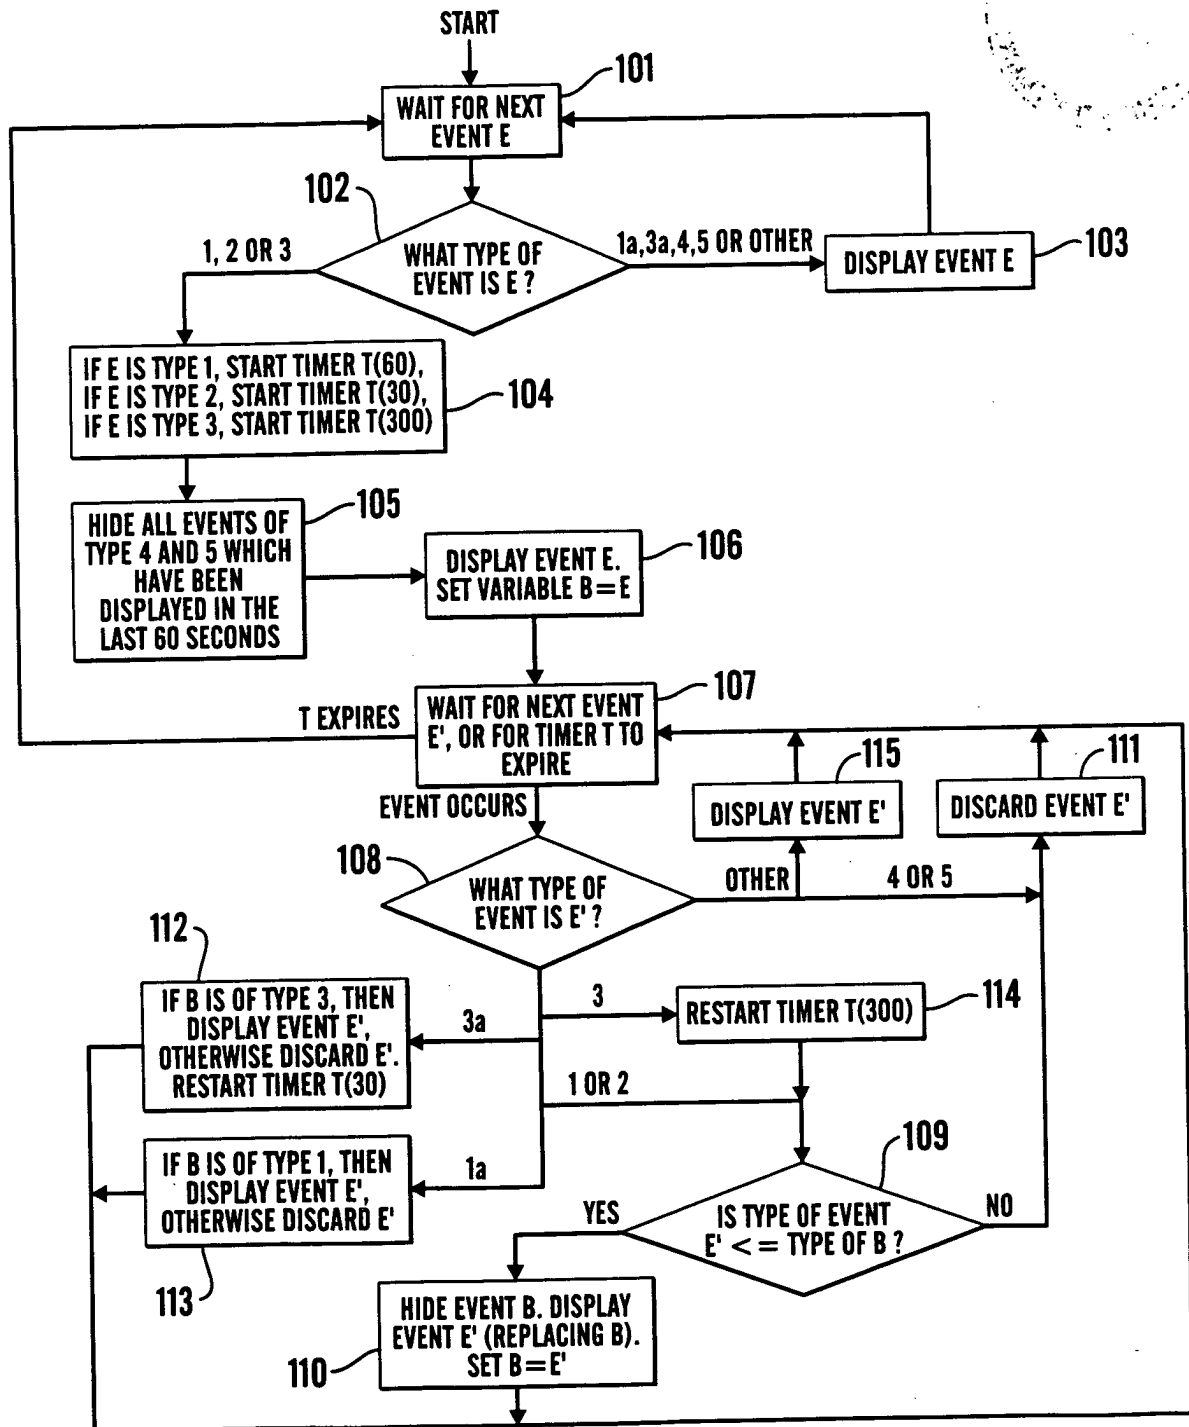 START
101
WAIT FOR NEXT
EVENT E
102
WHAT TYPE OF
EVENT IS E ?
1, 2 OR 3
1a,3a,4,5 OR OTHER
DISPLAY EVENT E
103
IF E IS TYPE 1, START TIMER T(60),
IF E IS TYPE 2, START TIMER T(30),
IF E IS TYPE 3, START TIMER T(300)
104
HIDE ALL EVENTS OF
TYPE 4 AND 5 WHICH
HAVE BEEN
DISPLAYED IN THE
LAST 60 SECONDS
105
DISPLAY EVENT E.
SET VARIABLE B = E
106
T EXPIRES
WAIT FOR NEXT EVENT
E', OR FOR TIMER T TO
EXPIRE
107
EVENT OCCURS
DISPLAY EVENT E'
115
DISCARD EVENT E'
111
108
WHAT TYPE OF
EVENT IS E' ?
OTHER
4 OR 5
112
IF B IS OF TYPE 3, THEN
DISPLAY EVENT E',
OTHERWISE DISCARD E'.
RESTART TIMER T(30)
3a
3
RESTART TIMER T(300)
114
1 OR 2
IF B IS OF TYPE 1, THEN
DISPLAY EVENT E',
OTHERWISE DISCARD E'
113
1a
109
IS TYPE OF EVENT
E' < = TYPE OF B ?
YES
NO
HIDE EVENT B. DISPLAY
EVENT E' (REPLACING B).
SET B = E'
110